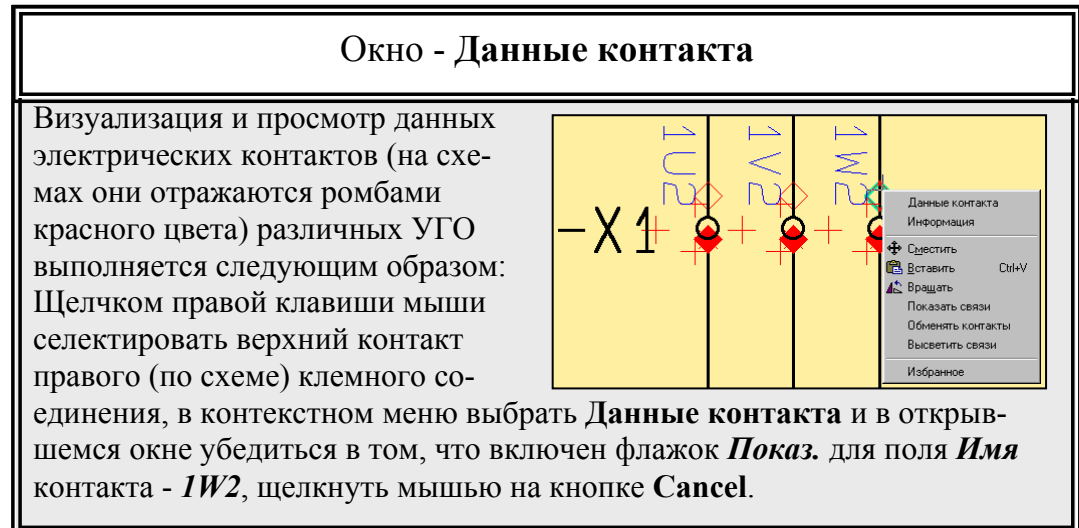 Окно - Данные контакта
Визуализация и просмотр данных
электрических контактов (на схе-
мах они отражаются ромбами
красного цвета) различных УГО
выполняется следующим образом:
Щелчком правой клавиши мыши
селектировать верхний контакт
правого (по схеме) клемного со-
единения, в контекстном меню выбрать Данные контакта и в открыв-
шемся окне убедиться в том, что включен флажок Показ. для поля Имя
контакта - 1W2, щелкнуть мышью на кнопке Cancel.
1U2
1V2
1W2
-X1
Данные контакта
Информация
Сместить
Вставить Ctrl+V
Вращать
Показать связи
Обменять контакты
Высветить связи
Избранное